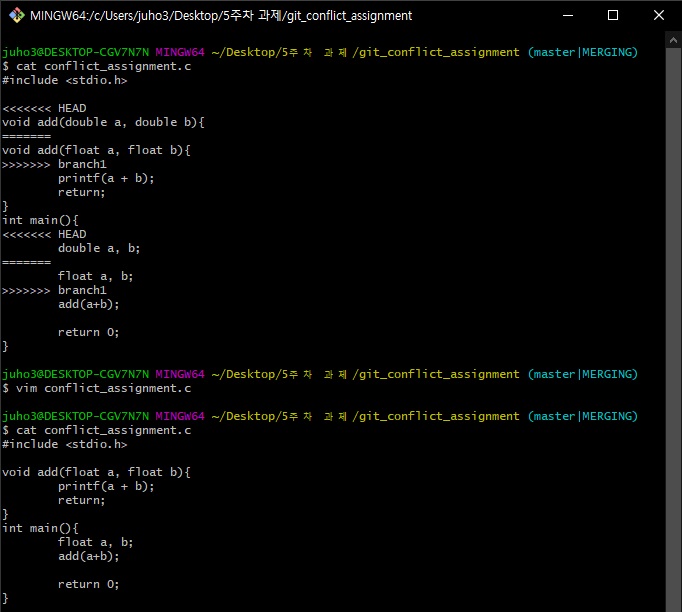 MINGW64:/c/Users/juho3/Desktop/5주차 과제/git_conflict_assignment
juho3@DESKTOP-CGV7N7N MINGW64 ~/Desktop/5주차 과제/git_conflict_assignment (master|MERGING)
$ cat conflict_assignment.c
#include <stdio.h>

<<<<<<< HEAD
void add(double a, double b){
=======
void add(float a, float b){
>>>>>>> branch1
        printf(a + b);
        return;
}
int main(){
<<<<<<< HEAD
        double a, b;
=======
        float a, b;
>>>>>>> branch1
        add(a+b);

        return 0;
}

juho3@DESKTOP-CGV7N7N MINGW64 ~/Desktop/5주차 과제/git_conflict_assignment (master|MERGING)
$ vim conflict_assignment.c

juho3@DESKTOP-CGV7N7N MINGW64 ~/Desktop/5주차 과제/git_conflict_assignment (master|MERGING)
$ cat conflict_assignment.c
#include <stdio.h>

void add(float a, float b){
        printf(a + b);
        return;
}
int main(){
        float a, b;
        add(a+b);

        return 0;
}